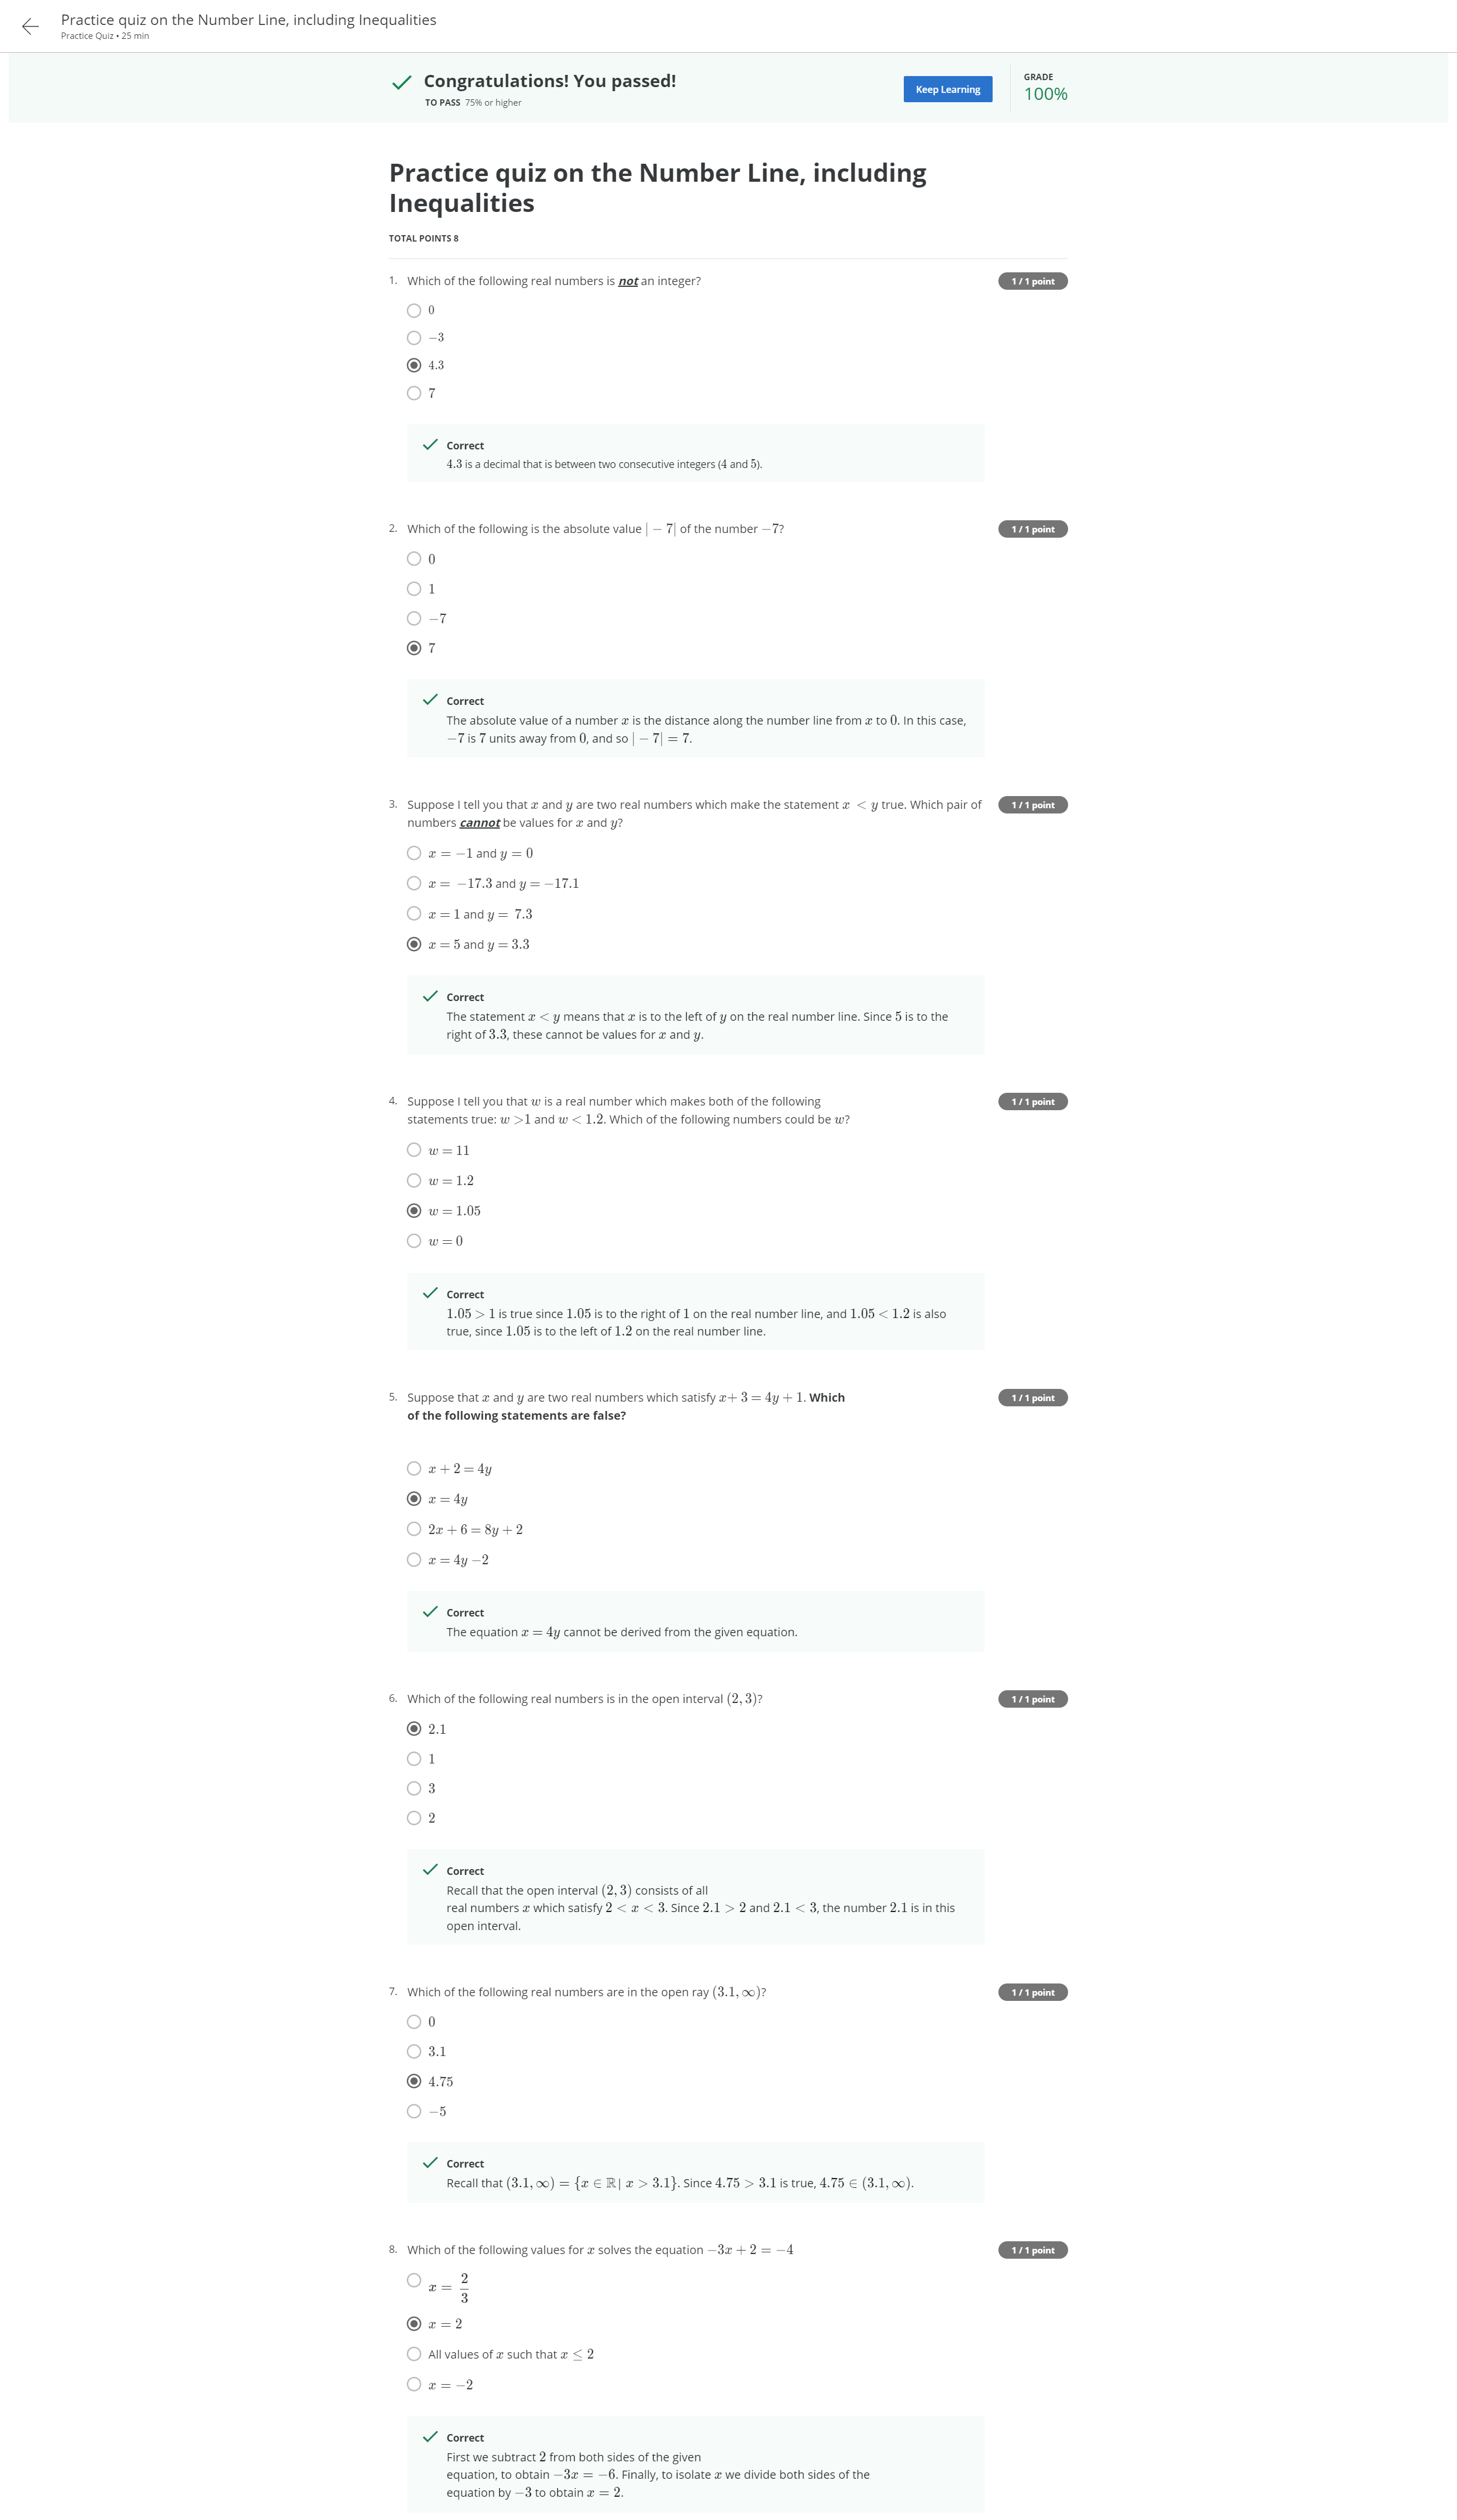 Practice quiz on the Number Line, including Inequalities
Practice Quiz • 25 min
Congratulations! You passed!
TO PASS 75% or higher
Keep Learning
GRADE
100%
Practice quiz on the Number Line, including
Inequalities
TOTAL POINTS 8
1. Which of the following real numbers is not an integer?
1 / 1 point
0
−3
4.3
7
Correct
4.3 is a decimal that is between two consecutive integers (4 and 5).
2. Which of the following is the absolute value | − 7| of the number −7?
1 / 1 point
0
1
−7
7
Correct
The absolute value of a number x is the distance along the number line from x to 0. In this case,
−7 is 7 units away from 0, and so | − 7| = 7.
3. Suppose I tell you that x and y are two real numbers which make the statement x < y true. Which pair of
numbers cannot be values for x and y?
1 / 1 point
x = −1 and y = 0
x = −17.3 and y = −17.1
x = 1 and y = 7.3
x = 5 and y = 3.3
Correct
The statement x < y means that x is to the left of y on the real number line. Since 5 is to the
right of 3.3, these cannot be values for x and y.
4. Suppose I tell you that w is a real number which makes both of the following
statements true: w >1 and w < 1.2. Which of the following numbers could be w?
1 / 1 point
w = 11
w = 1.2
w = 1.05
w = 0
Correct
1.05 > 1 is true since 1.05 is to the right of 1 on the real number line, and 1.05 < 1.2 is also
true, since 1.05 is to the left of 1.2 on the real number line.
5. Suppose that x and y are two real numbers which satisfy x+ 3 = 4y + 1. Which
of the following statements are false?
1 / 1 point
x + 2 = 4y
x = 4y
2x + 6 = 8y + 2
x = 4y −2
Correct
The equation x = 4y cannot be derived from the given equation.
6. Which of the following real numbers is in the open interval (2, 3)?
1 / 1 point
2.1
1
3
2
Correct
Recall that the open interval (2, 3) consists of all
real numbers x which satisfy 2 < x < 3. Since 2.1 > 2 and 2.1 < 3, the number 2.1 is in this
open interval.
7. Which of the following real numbers are in the open ray (3.1, ∞)?
1 / 1 point
0
3.1
4.75
−5
Correct
Recall that (3.1, ∞) = {x ∈ ℝ | x > 3.1}. Since 4.75 > 3.1 is true, 4.75 ∈ (3.1, ∞).
8. Which of the following values for x solves the equation −3x + 2 = −4
1 / 1 point
x = 2/3
x = 2
All values of x such that x ≤ 2
x = −2
Correct
First we subtract 2 from both sides of the given
equation, to obtain −3x = −6. Finally, to isolate x we divide both sides of the
equation by −3 to obtain x = 2.